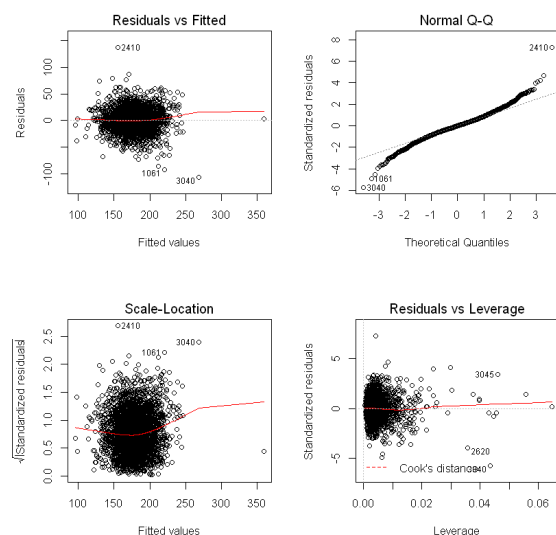 Residuals vs Fitted
Residuals
100
50
0
-100
2410
1061
3040
100 150 200 250 300 350
Fitted values
Normal Q-Q
Standardized residuals
8
6
4
2
0
-2
-4
-6
2410
1061
3040
-3 -2 -1 0 1 2 3
Theoretical Quantiles
Scale-Location
√|Standardized residuals|
2.5
2.0
1.5
1.0
0.5
0.0
2410
1061
3040
100 150 200 250 300 350
Fitted values
Residuals vs Leverage
Standardized residuals
5
0
-5
3045
2620
3040
Cook's distance
0.00 0.02 0.04 0.06
Leverage